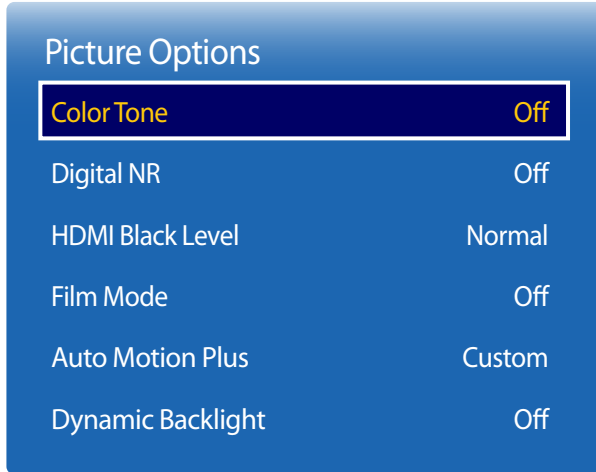 Picture Options
Color Tone Off
Digital NR Off
HDMI Black Level Normal
Film Mode Off
Auto Motion Plus Custom
Dynamic Backlight Off